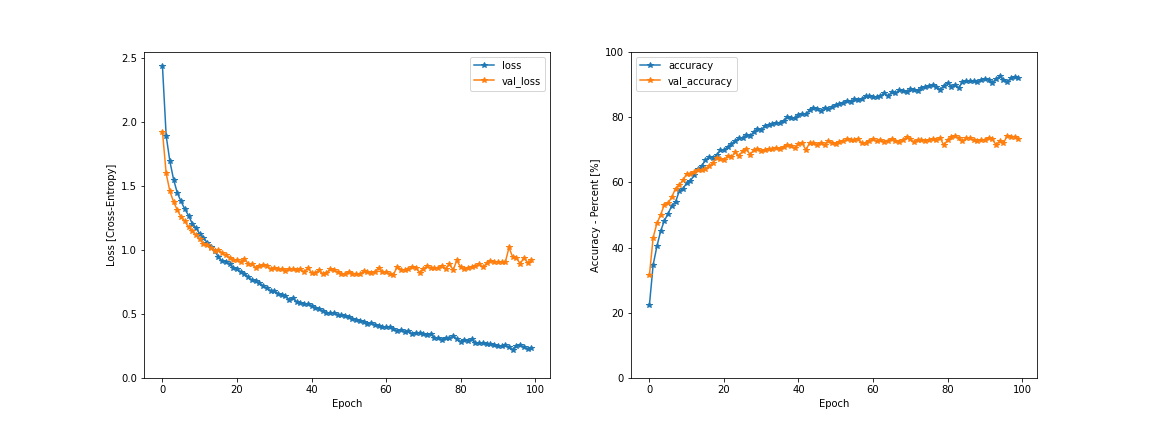 2.5
2.0
1.5
1.0
0.5
0.0
Loss [Cross-Entropy]
loss
val_loss
0 20 40 60 80 100
Epoch
100
80
60
40
20
0
Accuracy - Percent [%]
accuracy
val_accuracy
0 20 40 60 80 100
Epoch